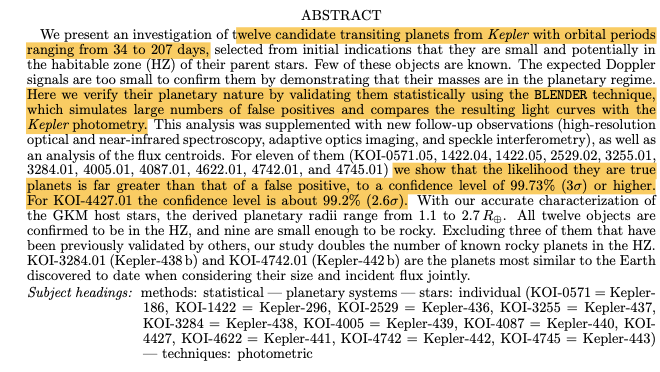 ABSTRACT
We present an investigation of twelve candidate transiting planets from Kepler with orbital periods
ranging from 34 to 207 days, selected from initial indications that they are small and potentially in
the habitable zone (HZ) of their parent stars. Few of these objects are known. The expected Doppler
signals are too small to confirm them by demonstrating that their masses are in the planetary regime.
Here we verify their planetary nature by validating them statistically using the BLENDER technique,
which simulates large numbers of false positives and compares the resulting light curves with the
Kepler photometry. This analysis was supplemented with new follow-up observations (high-resolution
optical and near-infrared spectroscopy, adaptive optics imaging, and speckle interferometry), as well as
an analysis of the flux centroids. For eleven of them (KOI-0571.05, 1422.04, 1422.05, 2529.02, 3255.01,
3284.01, 4005.01, 4087.01, 4622.01, 4742.01, and 4745.01) we show that the likelihood they are true
planets is far greater than that of a false positive, to a confidence level of 99.73% (3σ) or higher.
For KOI-4427.01 the confidence level is about 99.2% (2.6σ). With our accurate characterization of
the GKM host stars, the derived planetary radii range from 1.1 to 2.7 R⊕. All twelve objects are
confirmed to be in the HZ, and nine are small enough to be rocky. Excluding three of them that have
been previously validated by others, our study doubles the number of known rocky planets in the HZ.
KOI-3284.01 (Kepler-438 b) and KOI-4742.01 (Kepler-442 b) are the planets most similar to the Earth
discovered to date when considering their size and incident flux jointly.
Subject headings: methods: statistical — planetary systems — stars: individual (KOI-0571 = Kepler-
186, KOI-1422 = Kepler-296, KOI-2529 = Kepler-436, KOI-3255 = Kepler-437,
KOI-3284 = Kepler-438, KOI-4005 = Kepler-439, KOI-4087 = Kepler-440, KOI-
4427, KOI-4622 = Kepler-441, KOI-4742 = Kepler-442, KOI-4745 = Kepler-443)
— techniques: photometric